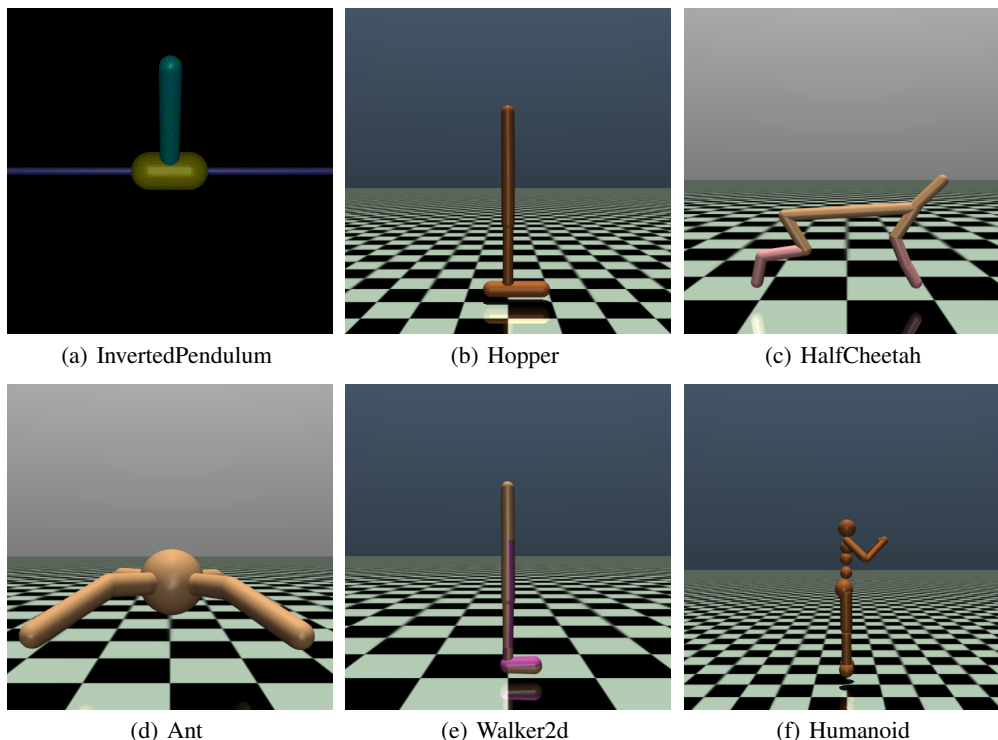 (a) InvertedPendulum
(b) Hopper
(c) HalfCheetah
(d) Ant
(e) Walker2d
(f) Humanoid